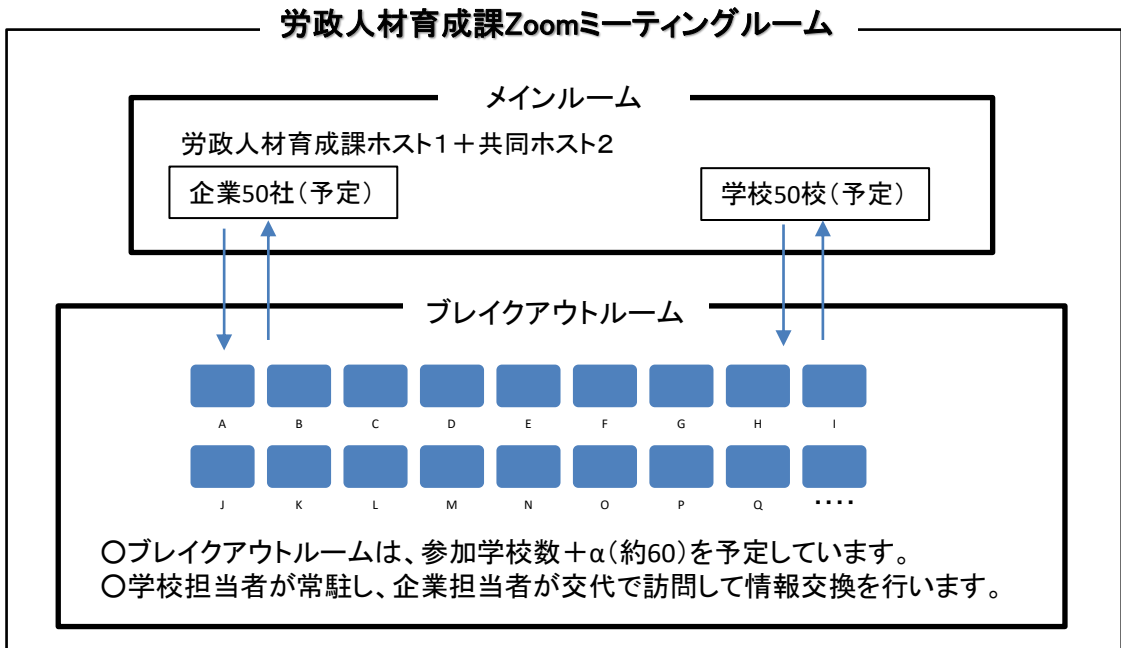 労政人材育成課Zoomミーティングルーム
メインルーム
労政人材育成課ホスト1+共同ホスト2
企業50社(予定)
学校50校(予定)
ブレイクアウトルーム
A B C D E F G H I
J K L M N O P Q ····
〇ブレイクアウトルームは、参加学校数+α(約60)を予定しています。
〇学校担当者が常駐し、企業担当者が交代で訪問して情報交換を行います。